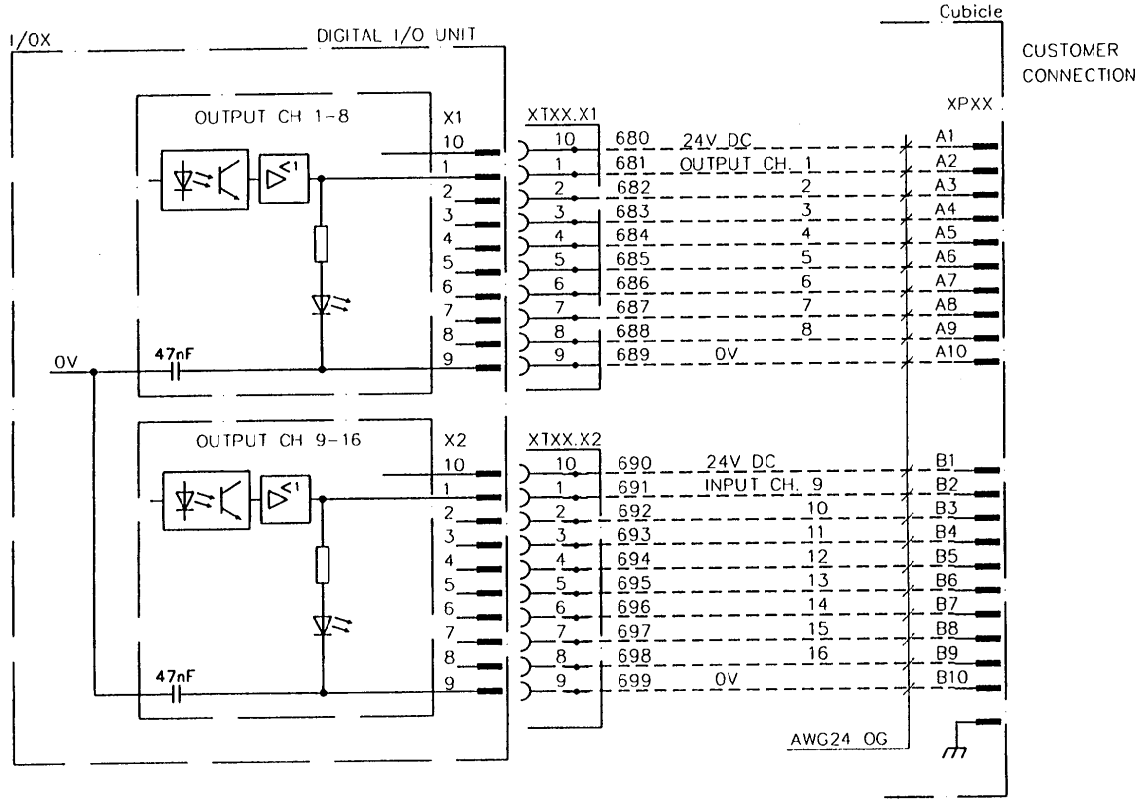 Cubicle
I/OX
DIGITAL I/O UNIT
CUSTOMER
CONNECTION
OUTPUT CH 1-8
X1
XTXX.X1
XPXX
10 10 680 24V DC A1
1 1 681 OUTPUT CH. 1 A2
2 2 682 2 A3
3 3 683 3 A4
4 4 684 4 A5
5 5 685 5 A6
6 6 686 6 A7
7 7 687 7 A8
8 8 688 8 A9
9 9 689 0V A10
<1
0V
47nF
OUTPUT CH 9-16
X2
XTXX.X2
10 10 690 24V DC B1
1 1 691 INPUT CH. 9 B2
2 2 692 10 B3
3 3 693 11 B4
4 4 694 12 B5
5 5 695 13 B6
6 6 696 14 B7
7 7 697 15 B8
8 8 698 16 B9
9 9 699 0V B10
<1
47nF
AWG24 OG